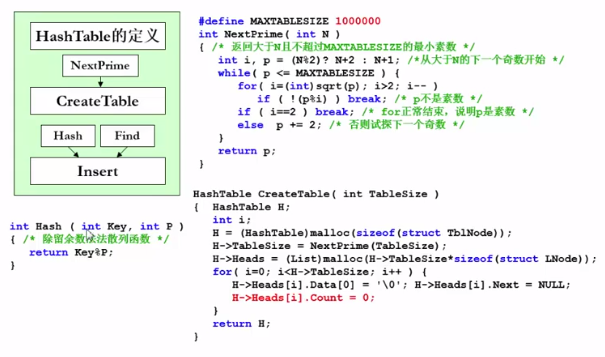 HashTable的定义
NextPrime
CreateTable
Hash
Find
Insert
int Hash ( int Key, int P )
{ /* 除留余数法法散列函数 */
return Key%P;
}
#define MAXTABLESIZE 1000000
int NextPrime( int N )
{ /* 返回大于N且不超过MAXTABLESIZE的最小素数 */
int i, p = (N%2)? N+2 : N+1; /*从大于N的下一个奇数开始 */
while( p <= MAXTABLESIZE ) {
for( i=(int)sqrt(p); i>2; i-- )
if ( !(p%i) ) break; /* p不是素数 */
if ( i==2 ) break; /* for正常结束，说明p是素数 */
else p += 2; /* 否则试探下一个奇数 */
}
return p;
}
HashTable CreateTable( int TableSize )
{ HashTable H;
int i;
H = (HashTable)malloc(sizeof(struct TblNode));
H->TableSize = NextPrime(TableSize);
H->Heads = (List)malloc(H->TableSize*sizeof(struct LNode));
for( i=0; i<H->TableSize; i++ ) {
H->Heads[i].Data[0] = '\0'; H->Heads[i].Next = NULL;
H->Heads[i].Count = 0;
}
return H;
}